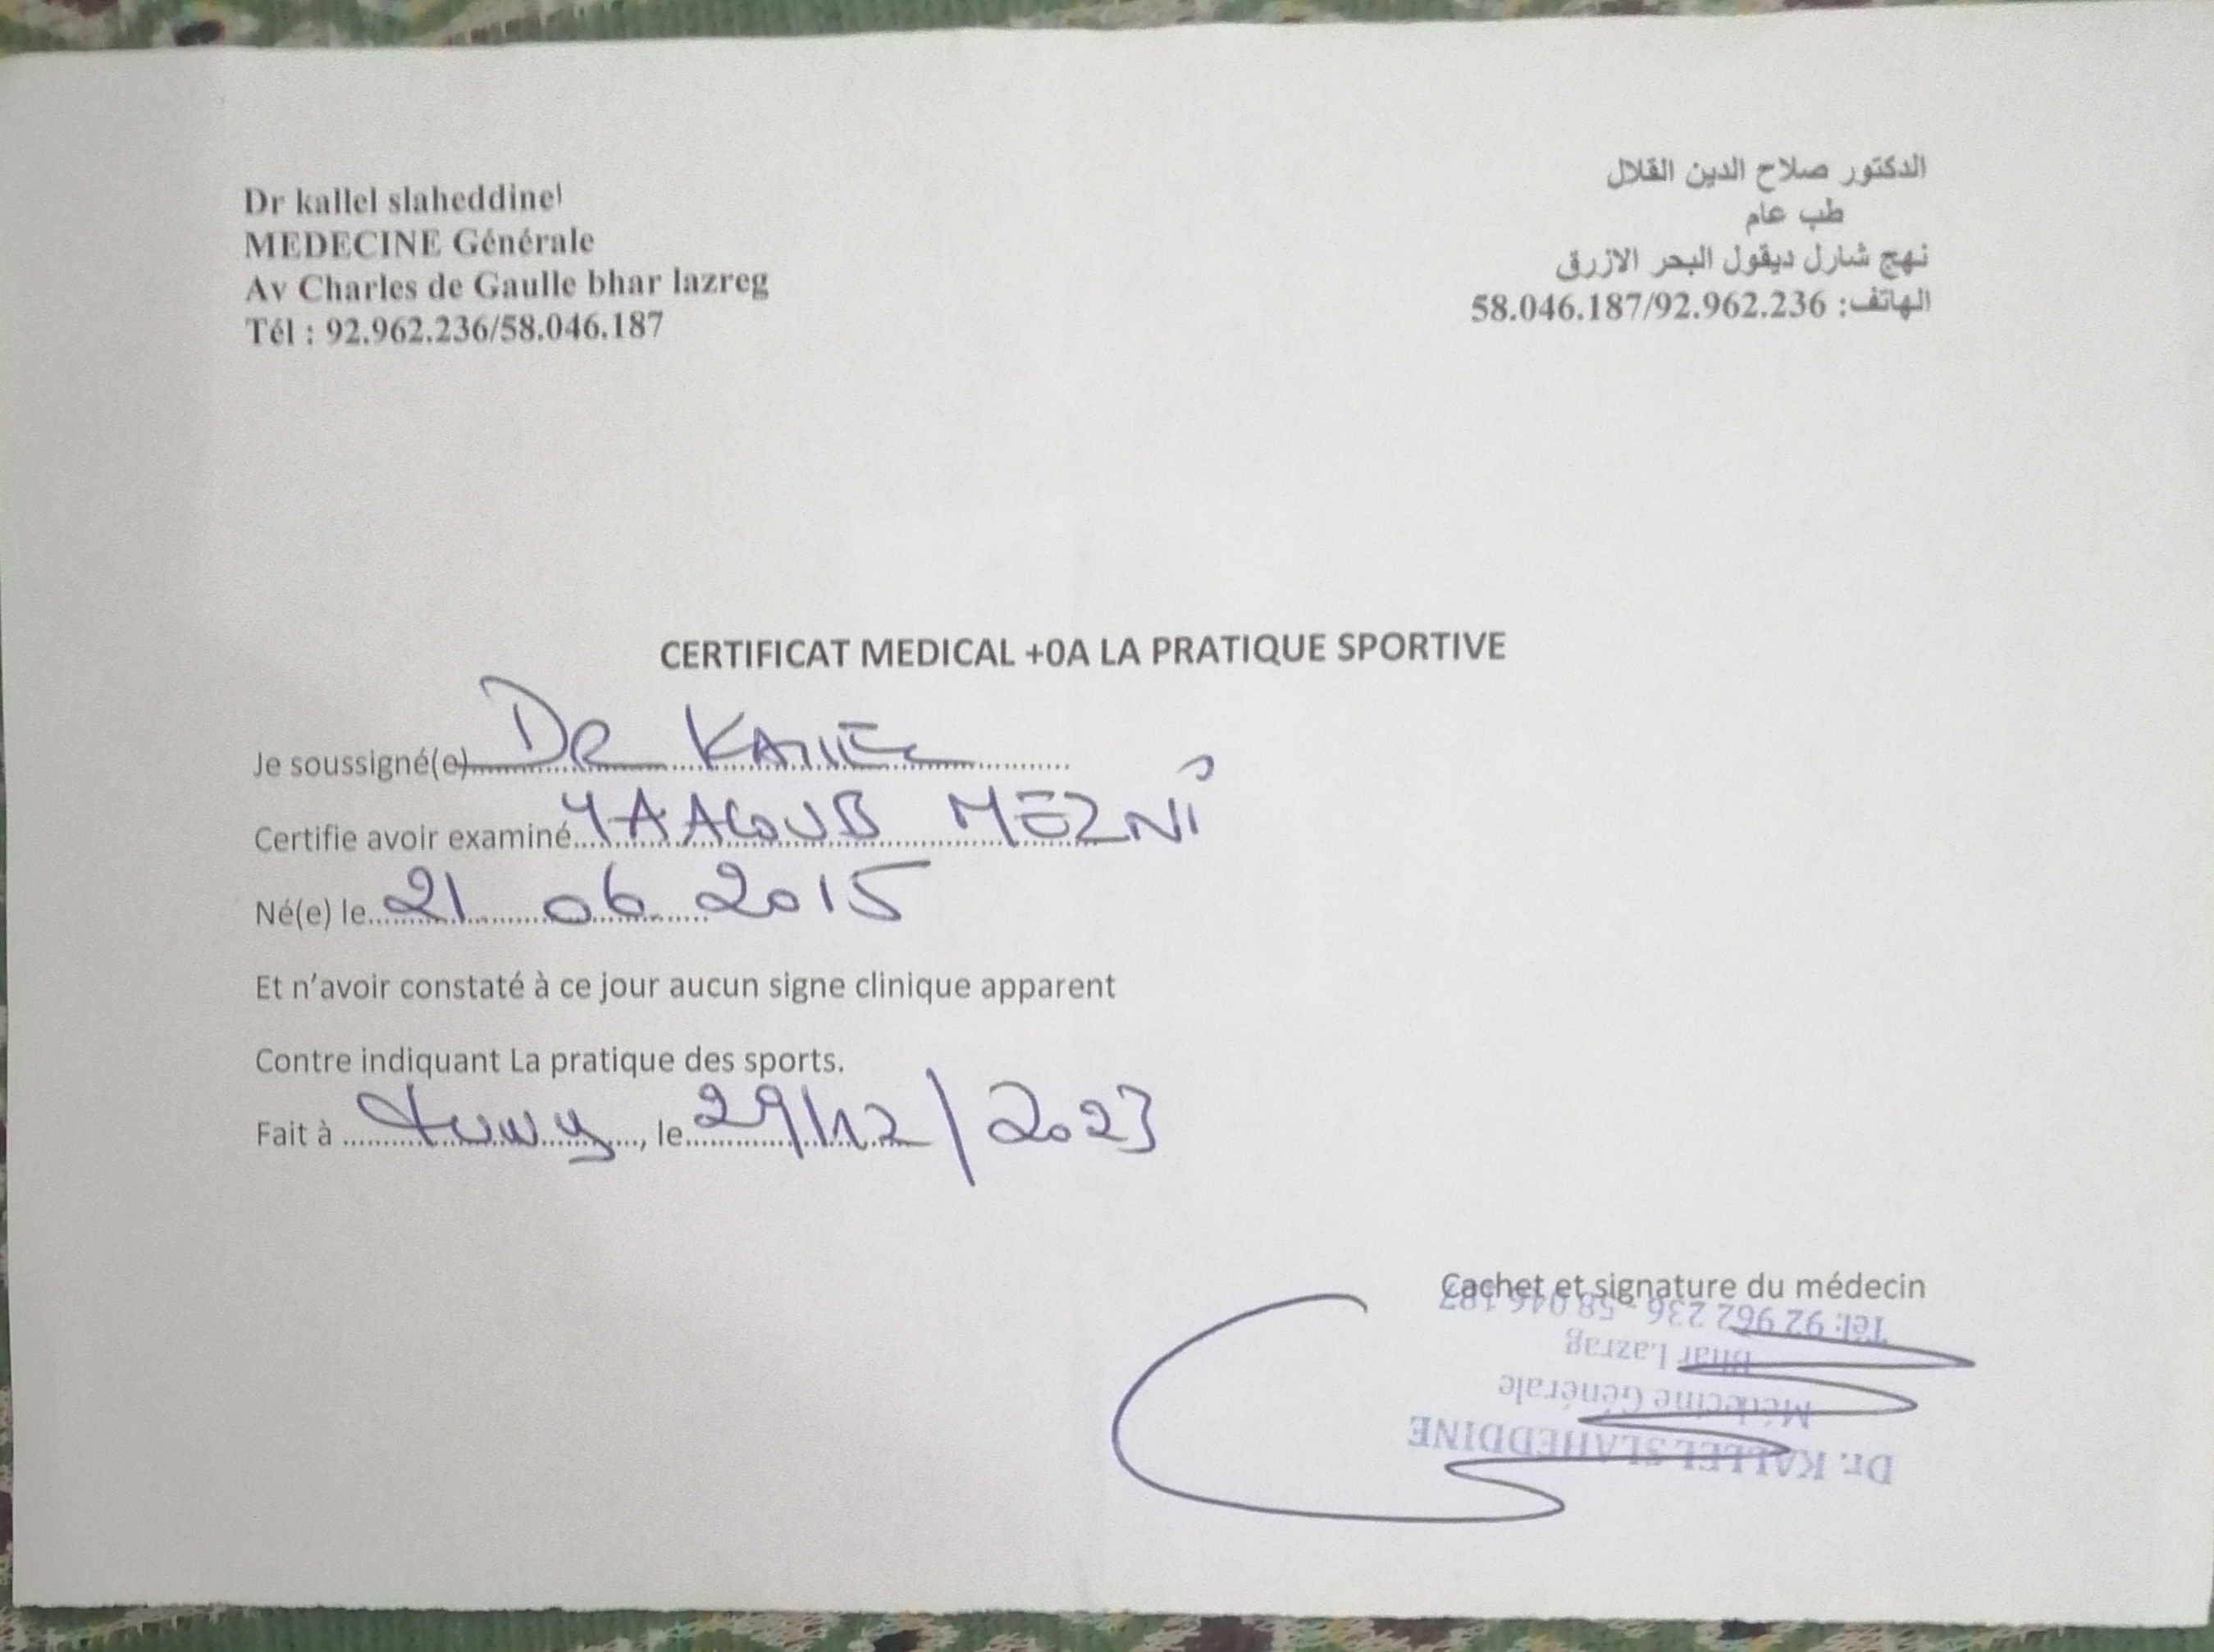 Dr kallel slaheddinel
MEDECINE Générale
Av Charles de Gaulle bhar lazreg
Tél : 92.962.236/58.046.187
الدكتور صلاح الدين القلال
طب عام
نهج شارل ديقول البحر الازرق
الهاتف: 58.046.187/92.962.236
CERTIFICAT MEDICAL +0A LA PRATIQUE SPORTIVE
Je soussigné(e) DR KALLEL
Certifie avoir examiné YAACOUB MEZNI
Né(e) le 21 06 2015
Et n'avoir constaté à ce jour aucun signe clinique apparent
Contre indiquant La pratique des sports.
Fait à , le 29/12/2023
Cachet et signature du médecin
Dr. KALLEL SLAHEDDINE
Médecine Générale
Bhar Lazrag
Tél: 92 962 236 - 58 046 187